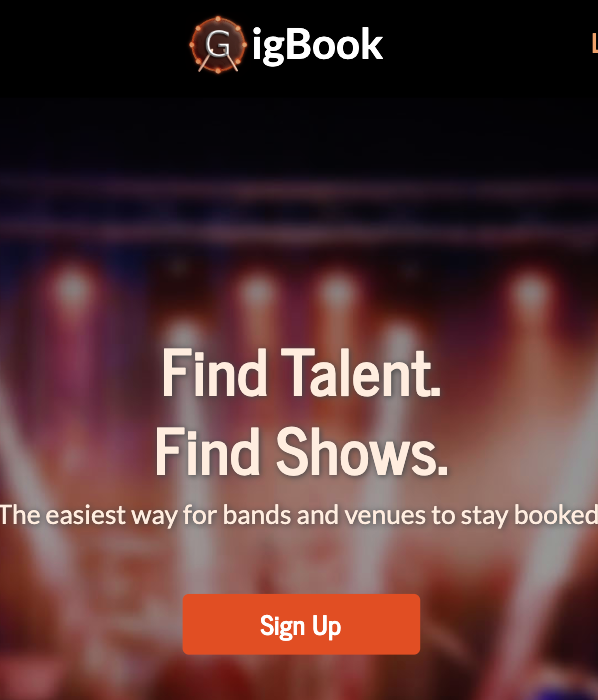 GigBook
L
Find Talent.
Find Shows.
The easiest way for bands and venues to stay booked
Sign Up